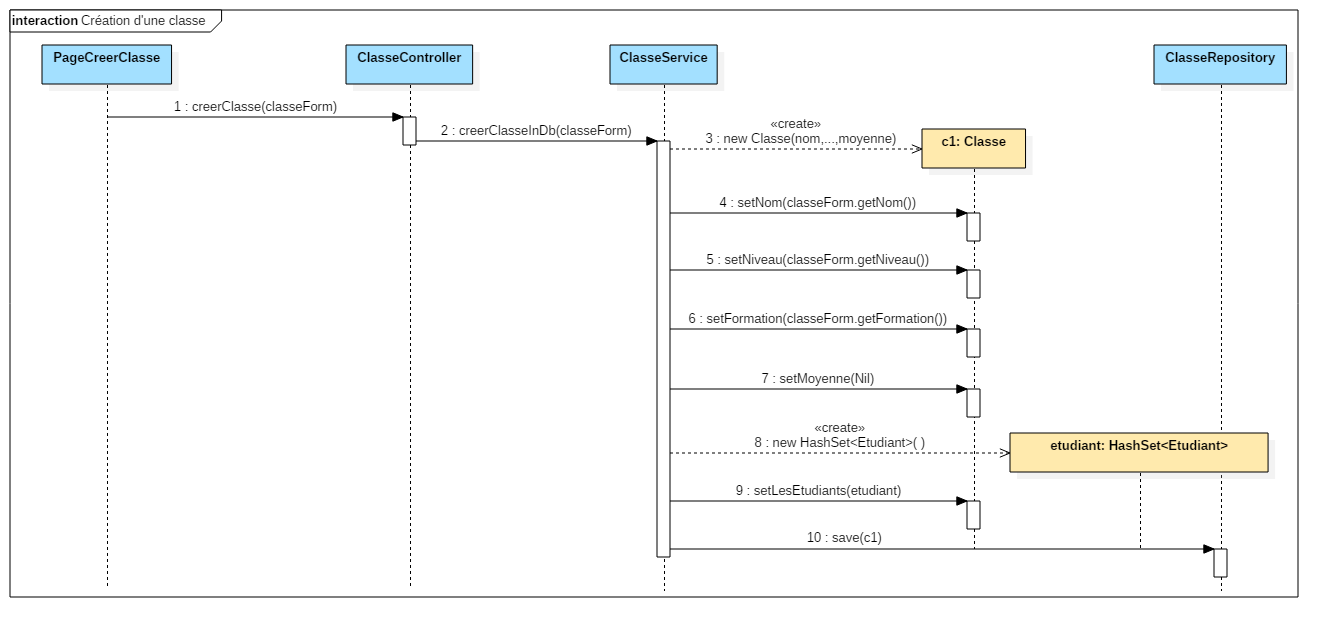 interaction Création d'une classe
PageCreerClasse
ClasseController
ClasseService
ClasseRepository
1 : creerClasse(classeForm)
2 : creerClasseInDb(classeForm)
«create»
3 : new Classe(nom,...,moyenne)
c1: Classe
4 : setNom(classeForm.getNom())
5 : setNiveau(classeForm.getNiveau())
6 : setFormation(classeForm.getFormation())
7 : setMoyenne(Nil)
«create»
8 : new HashSet<Etudiant>( )
etudiant: HashSet<Etudiant>
9 : setLesEtudiants(etudiant)
10 : save(c1)